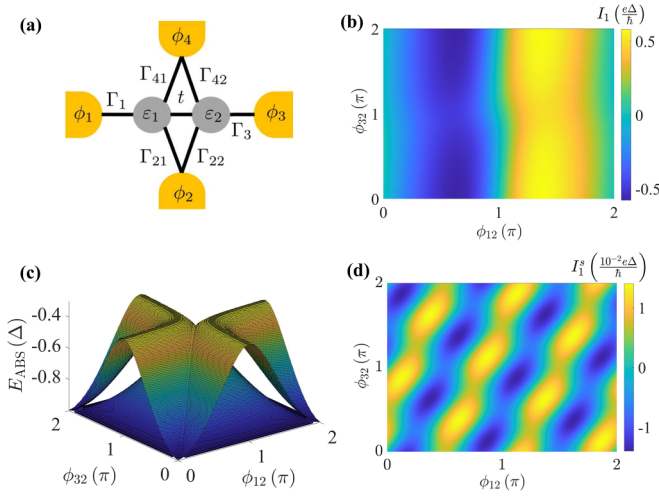 (a)
ϕ₄
Γ₄₁ Γ₄₂
Γ₁ t
ϕ₁ ε₁ ε₂ ϕ₃
Γ₃
Γ₂₁ Γ₂₂
ϕ₂
(b) I₁ (eΔ/ħ)
2
1
0
ϕ₃₂ (π)
0 1 2
ϕ₁₂ (π)
0.5
0
-0.5
(c)
-0.4
-0.6
-0.8
E_ABS (Δ)
2
1
0
ϕ₃₂ (π)
0
1
2
ϕ₁₂ (π)
(d) I₁ˢ (10⁻²eΔ/ħ)
2
1
0
ϕ₃₂ (π)
0 1 2
ϕ₁₂ (π)
1
0
-1